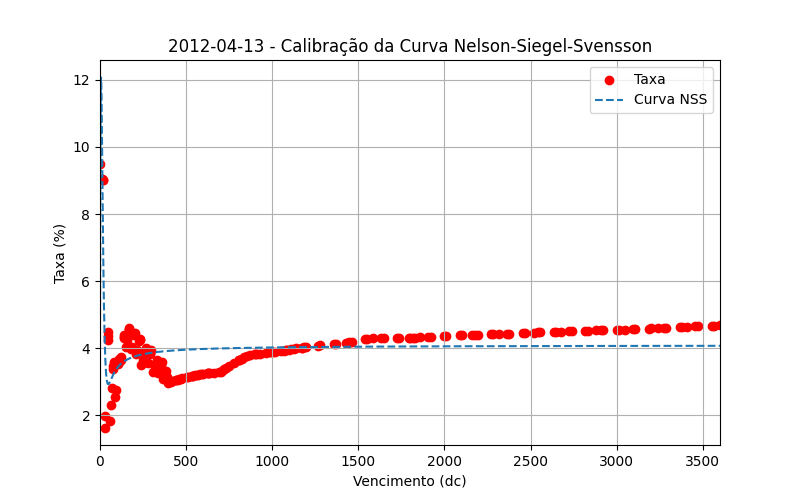 2012-04-13 - Calibração da Curva Nelson-Siegel-Svensson
Taxa
Curva NSS
Taxa (%)
12
10
8
6
4
2
0 500 1000 1500 2000 2500 3000 3500
Vencimento (dc)